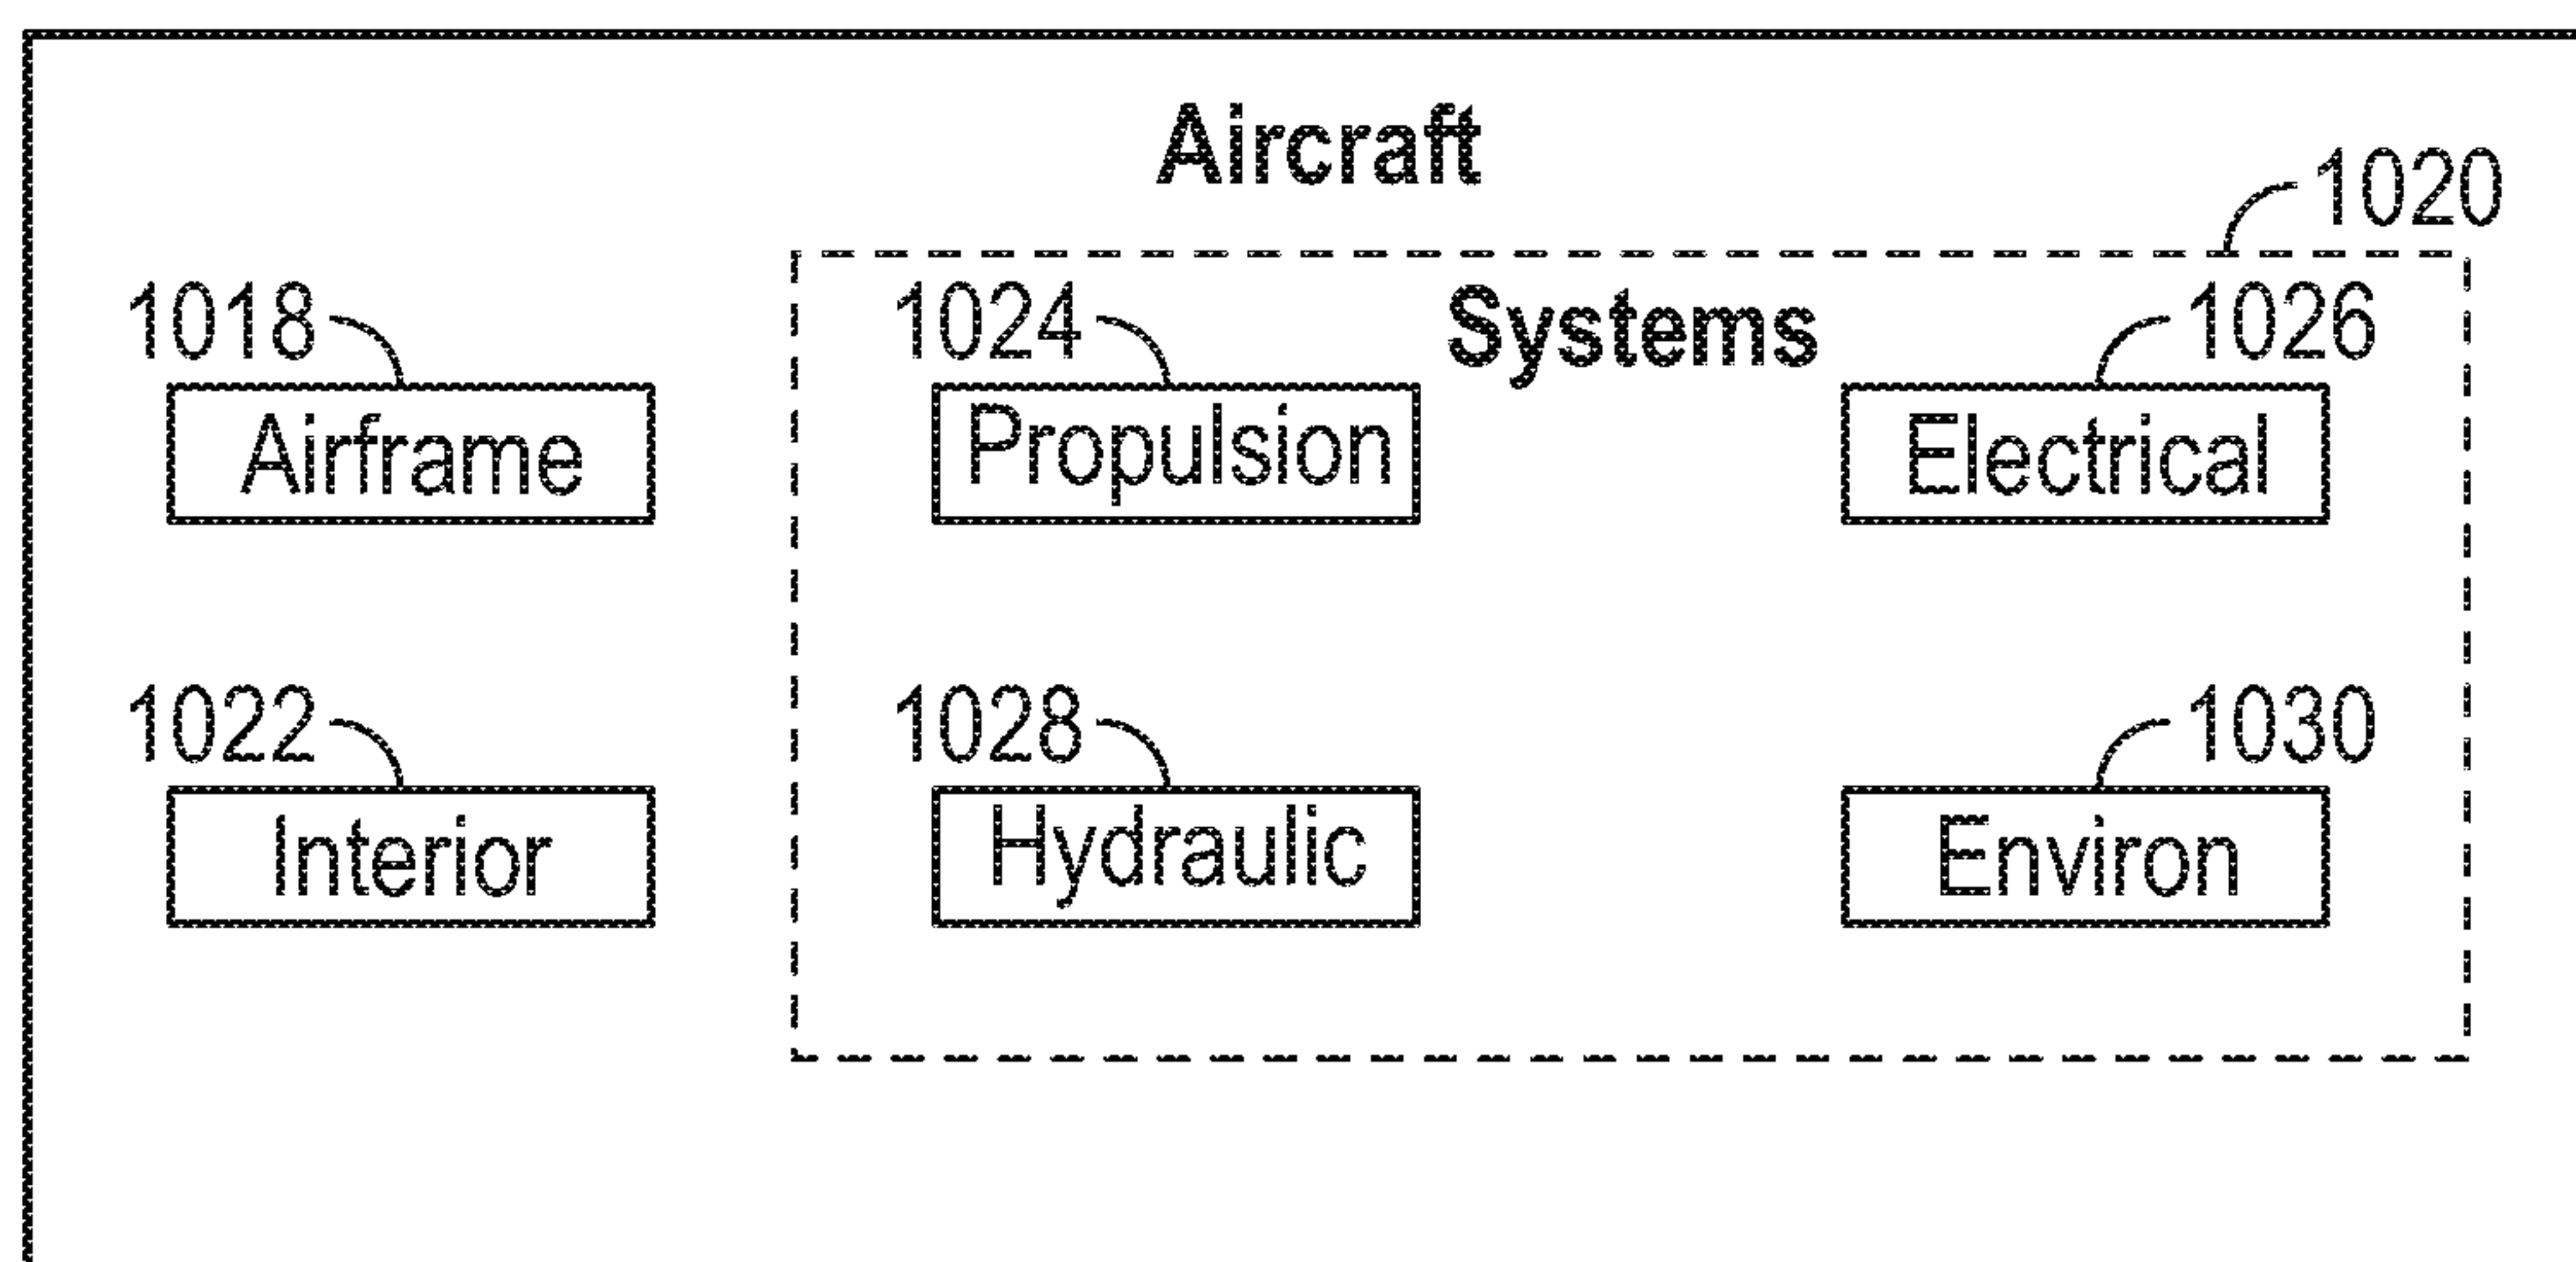 Aircraft
1020
1018
1024
Systems
1026
Airframe
Propulsion
Electrical
1022
1028
1030
Interior
Hydraulic
Environ